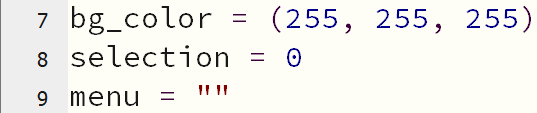 7 bg_color = (255, 255, 255)
8 selection = 0
9 menu = ""